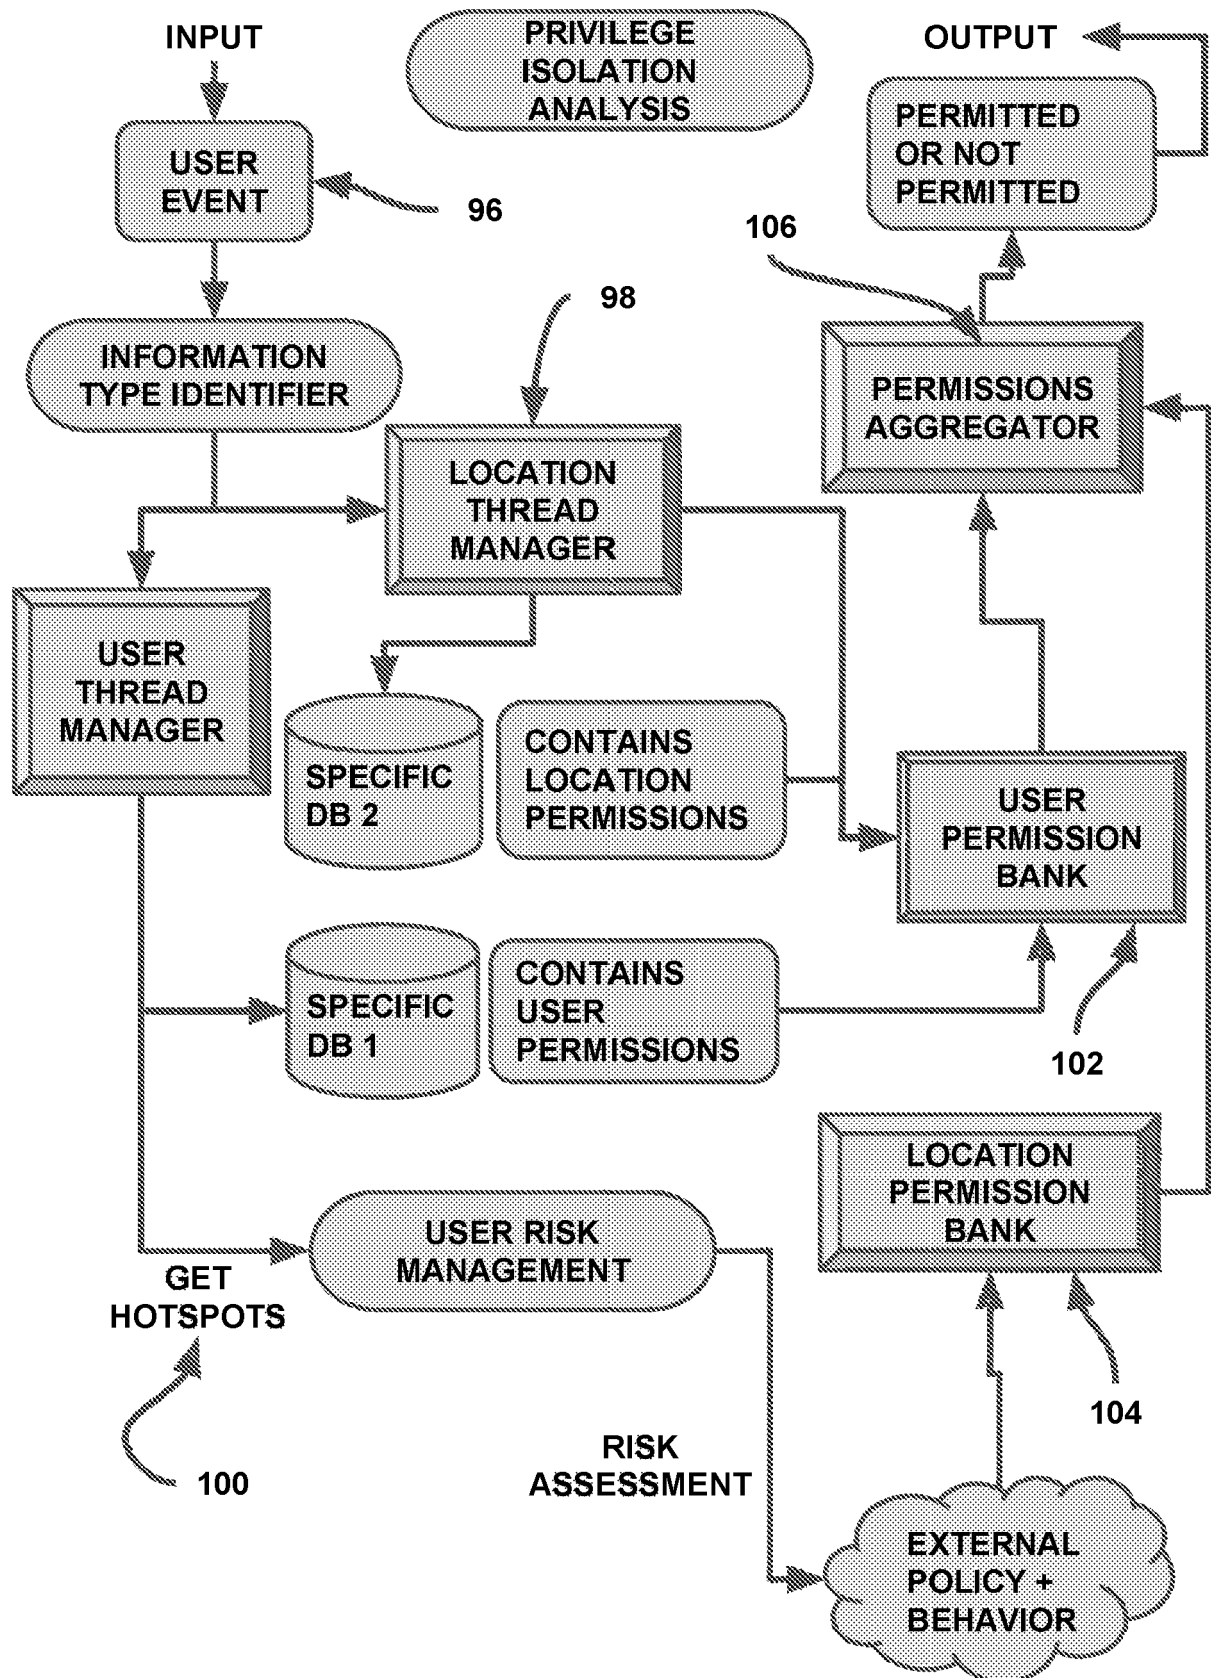 INPUT
PRIVILEGE
ISOLATION
ANALYSIS
OUTPUT
USER
EVENT
96
PERMITTED
OR NOT
PERMITTED
106
98
INFORMATION
TYPE IDENTIFIER
LOCATION
THREAD
MANAGER
PERMISSIONS
AGGREGATOR
USER
THREAD
MANAGER
SPECIFIC
DB 2
CONTAINS
LOCATION
PERMISSIONS
USER
PERMISSION
BANK
SPECIFIC
DB 1
CONTAINS
USER
PERMISSIONS
102
LOCATION
PERMISSION
BANK
USER RISK
MANAGEMENT
GET
HOTSPOTS
104
100
RISK
ASSESSMENT
EXTERNAL
POLICY +
BEHAVIOR